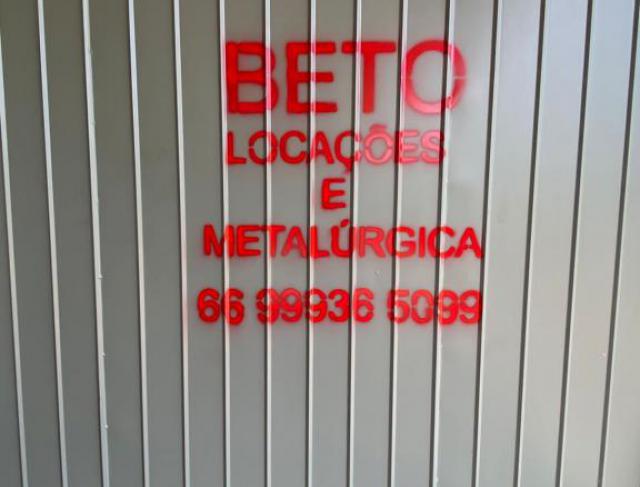 BETO
LOCAÇÕES
E
METALÚRGICA
66 99936 5099